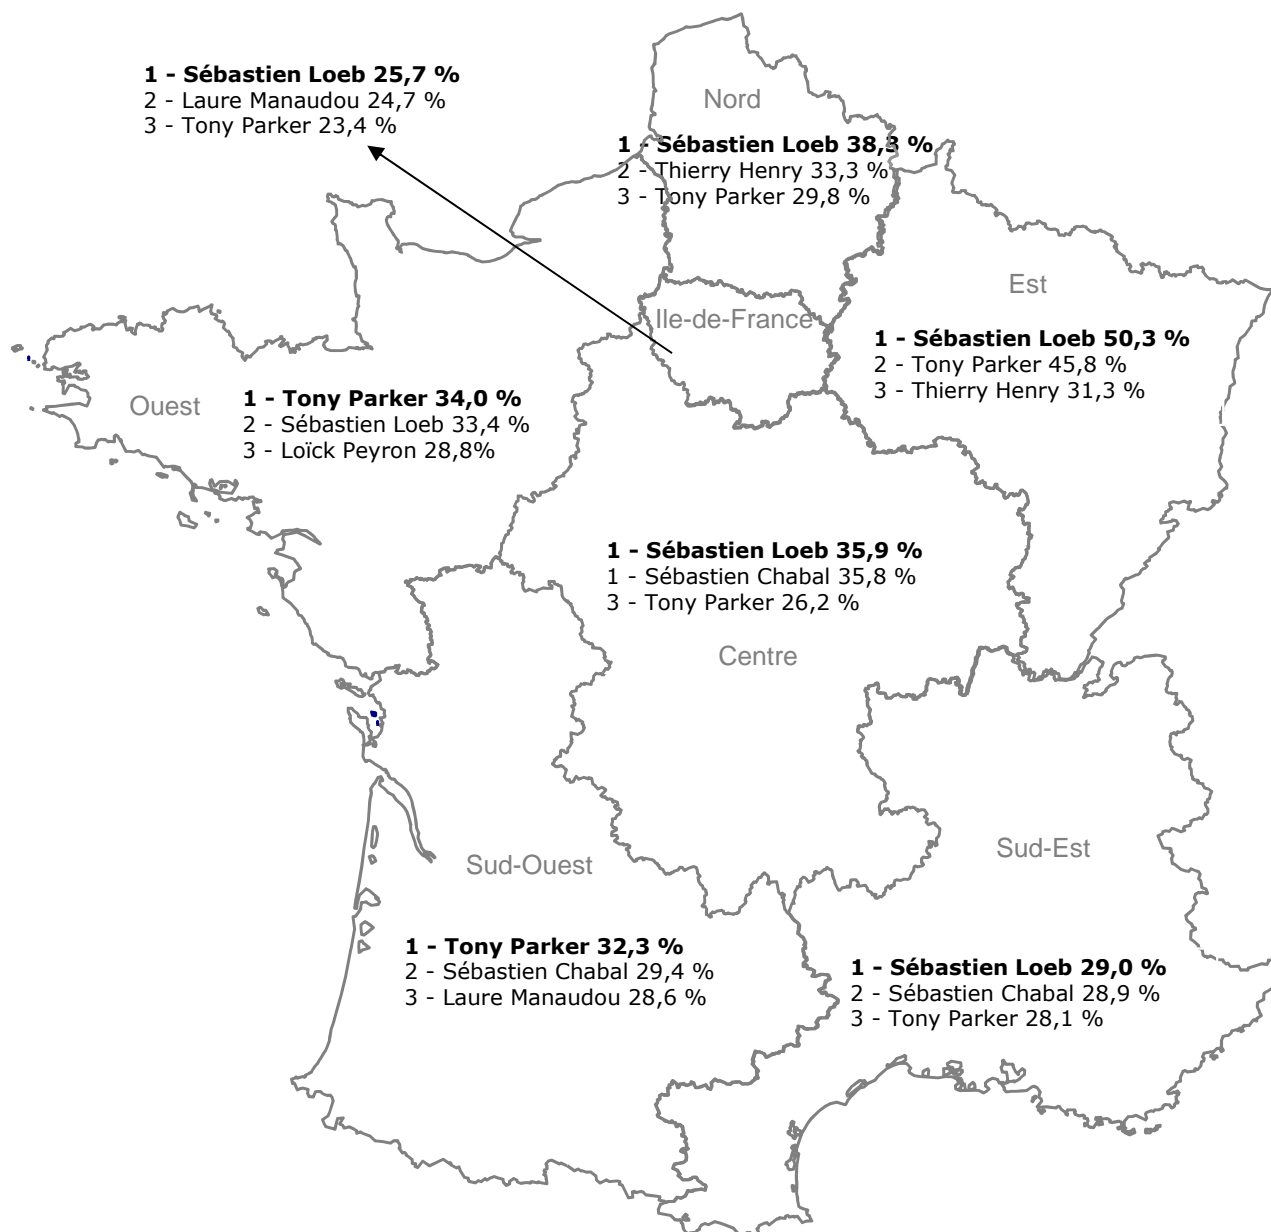 1 - Sébastien Loeb 25,7 %
2 - Laure Manaudou 24,7 %
3 - Tony Parker 23,4 %
Nord
1 - Sébastien Loeb 38,3 %
2 - Thierry Henry 33,3 %
3 - Tony Parker 29,8 %
Ile-de-France
Est
1 - Sébastien Loeb 50,3 %
2 - Tony Parker 45,8 %
3 - Thierry Henry 31,3 %
Ouest
1 - Tony Parker 34,0 %
2 - Sébastien Loeb 33,4 %
3 - Loïck Peyron 28,8%
1 - Sébastien Loeb 35,9 %
1 - Sébastien Chabal 35,8 %
3 - Tony Parker 26,2 %
Centre
Sud-Ouest
1 - Tony Parker 32,3 %
2 - Sébastien Chabal 29,4 %
3 - Laure Manaudou 28,6 %
Sud-Est
1 - Sébastien Loeb 29,0 %
2 - Sébastien Chabal 28,9 %
3 - Tony Parker 28,1 %